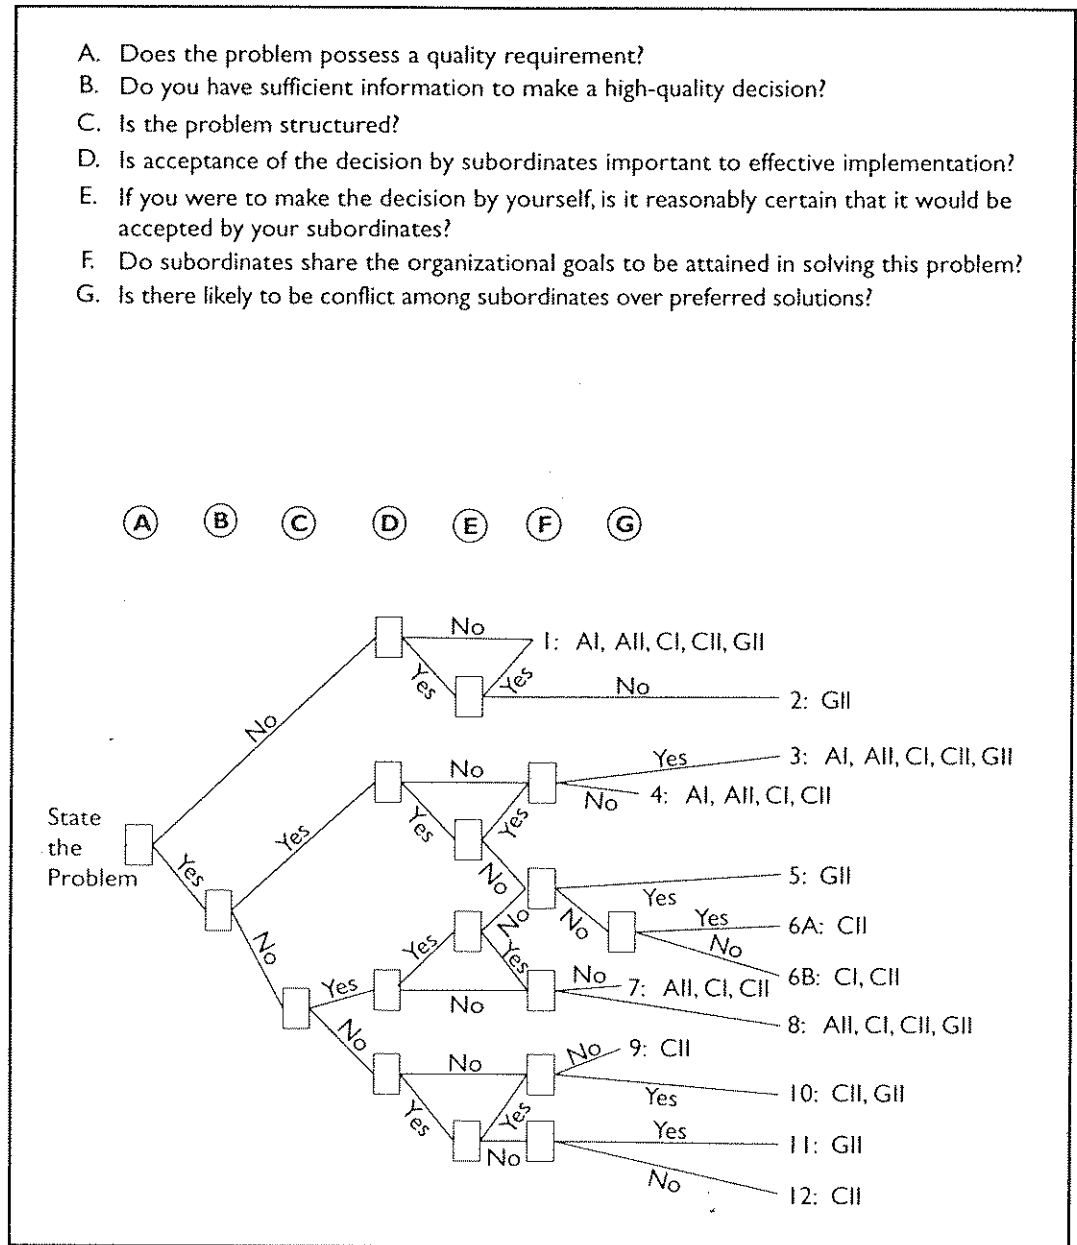 A. Does the problem possess a quality requirement?
B. Do you have sufficient information to make a high-quality decision?
C. Is the problem structured?
D. Is acceptance of the decision by subordinates important to effective implementation?
E. If you were to make the decision by yourself, is it reasonably certain that it would be
accepted by your subordinates?
F. Do subordinates share the organizational goals to be attained in solving this problem?
G. Is there likely to be conflict among subordinates over preferred solutions?
A B C D E F G
No
1: AI, AII, CI, CII, GII
Yes
Yes
No
2: GII
No
No
Yes
3: AI, AII, CI, CII, GII
No
4: AI, AII, CI, CII
State
the
Problem
Yes
Yes
Yes
Yes
No
5: GII
Yes
No
Yes
6A: CII
No
6B: CI, CII
No
Yes
No
Yes
Yes
No
No
7: AII, CI, CII
8: AII, CI, CII, GII
No
No
No
9: CII
Yes
10: CII, GII
Yes
Yes
No
Yes
11: GII
No
12: CII